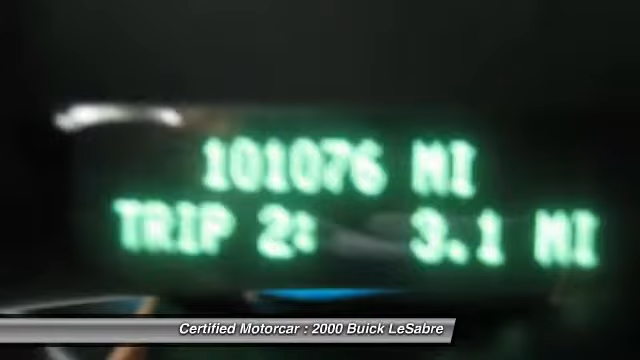 101076 MI
TRIP 2: 3.1 MI
Certified Motorcar : 2000 Buick LeSabre